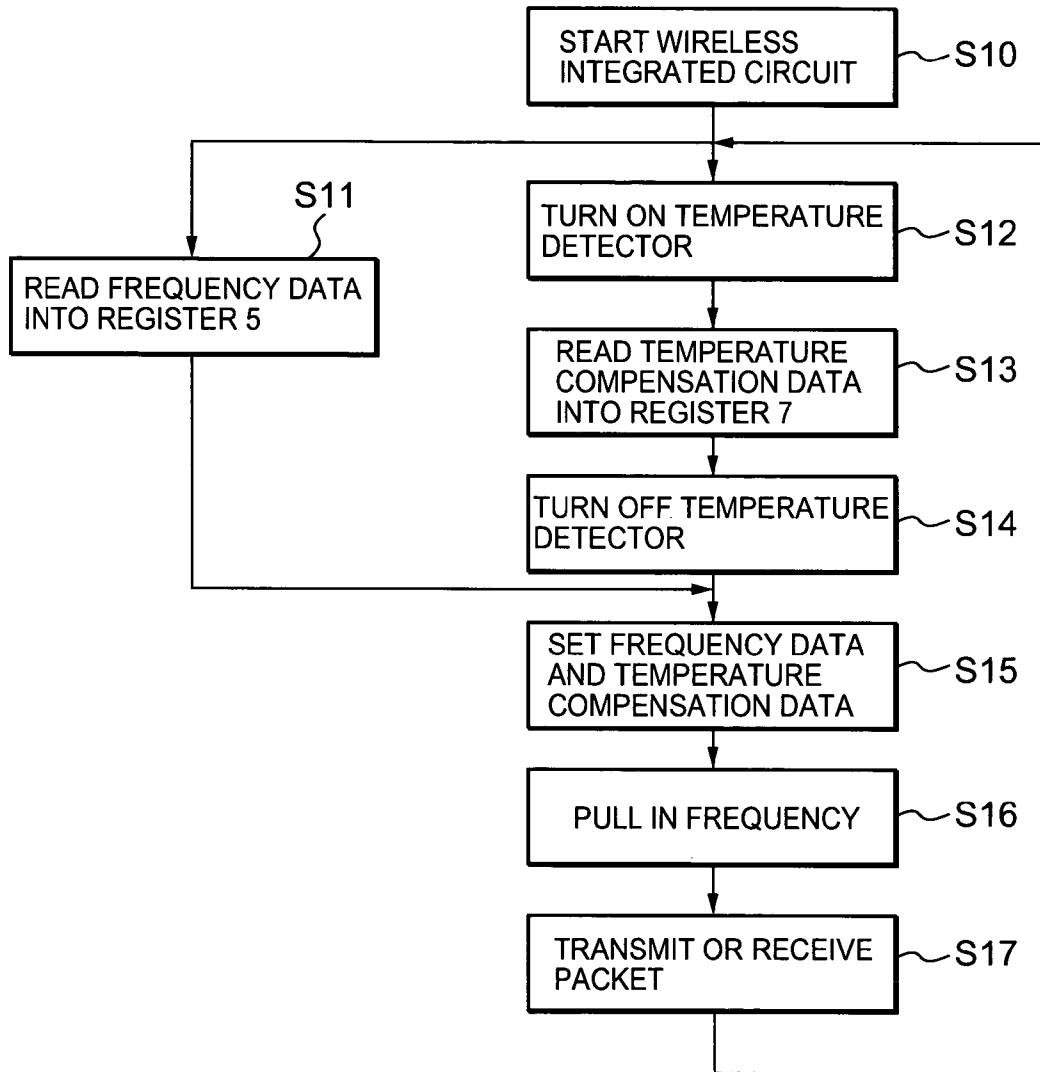 START WIRELESS
INTEGRATED CIRCUIT
S10
S11
READ FREQUENCY DATA
INTO REGISTER 5
TURN ON TEMPERATURE
DETECTOR
S12
READ TEMPERATURE
COMPENSATION DATA
INTO REGISTER 7
S13
TURN OFF TEMPERATURE
DETECTOR
S14
SET FREQUENCY DATA
AND TEMPERATURE
COMPENSATION DATA
S15
PULL IN FREQUENCY
S16
TRANSMIT OR RECEIVE
PACKET
S17